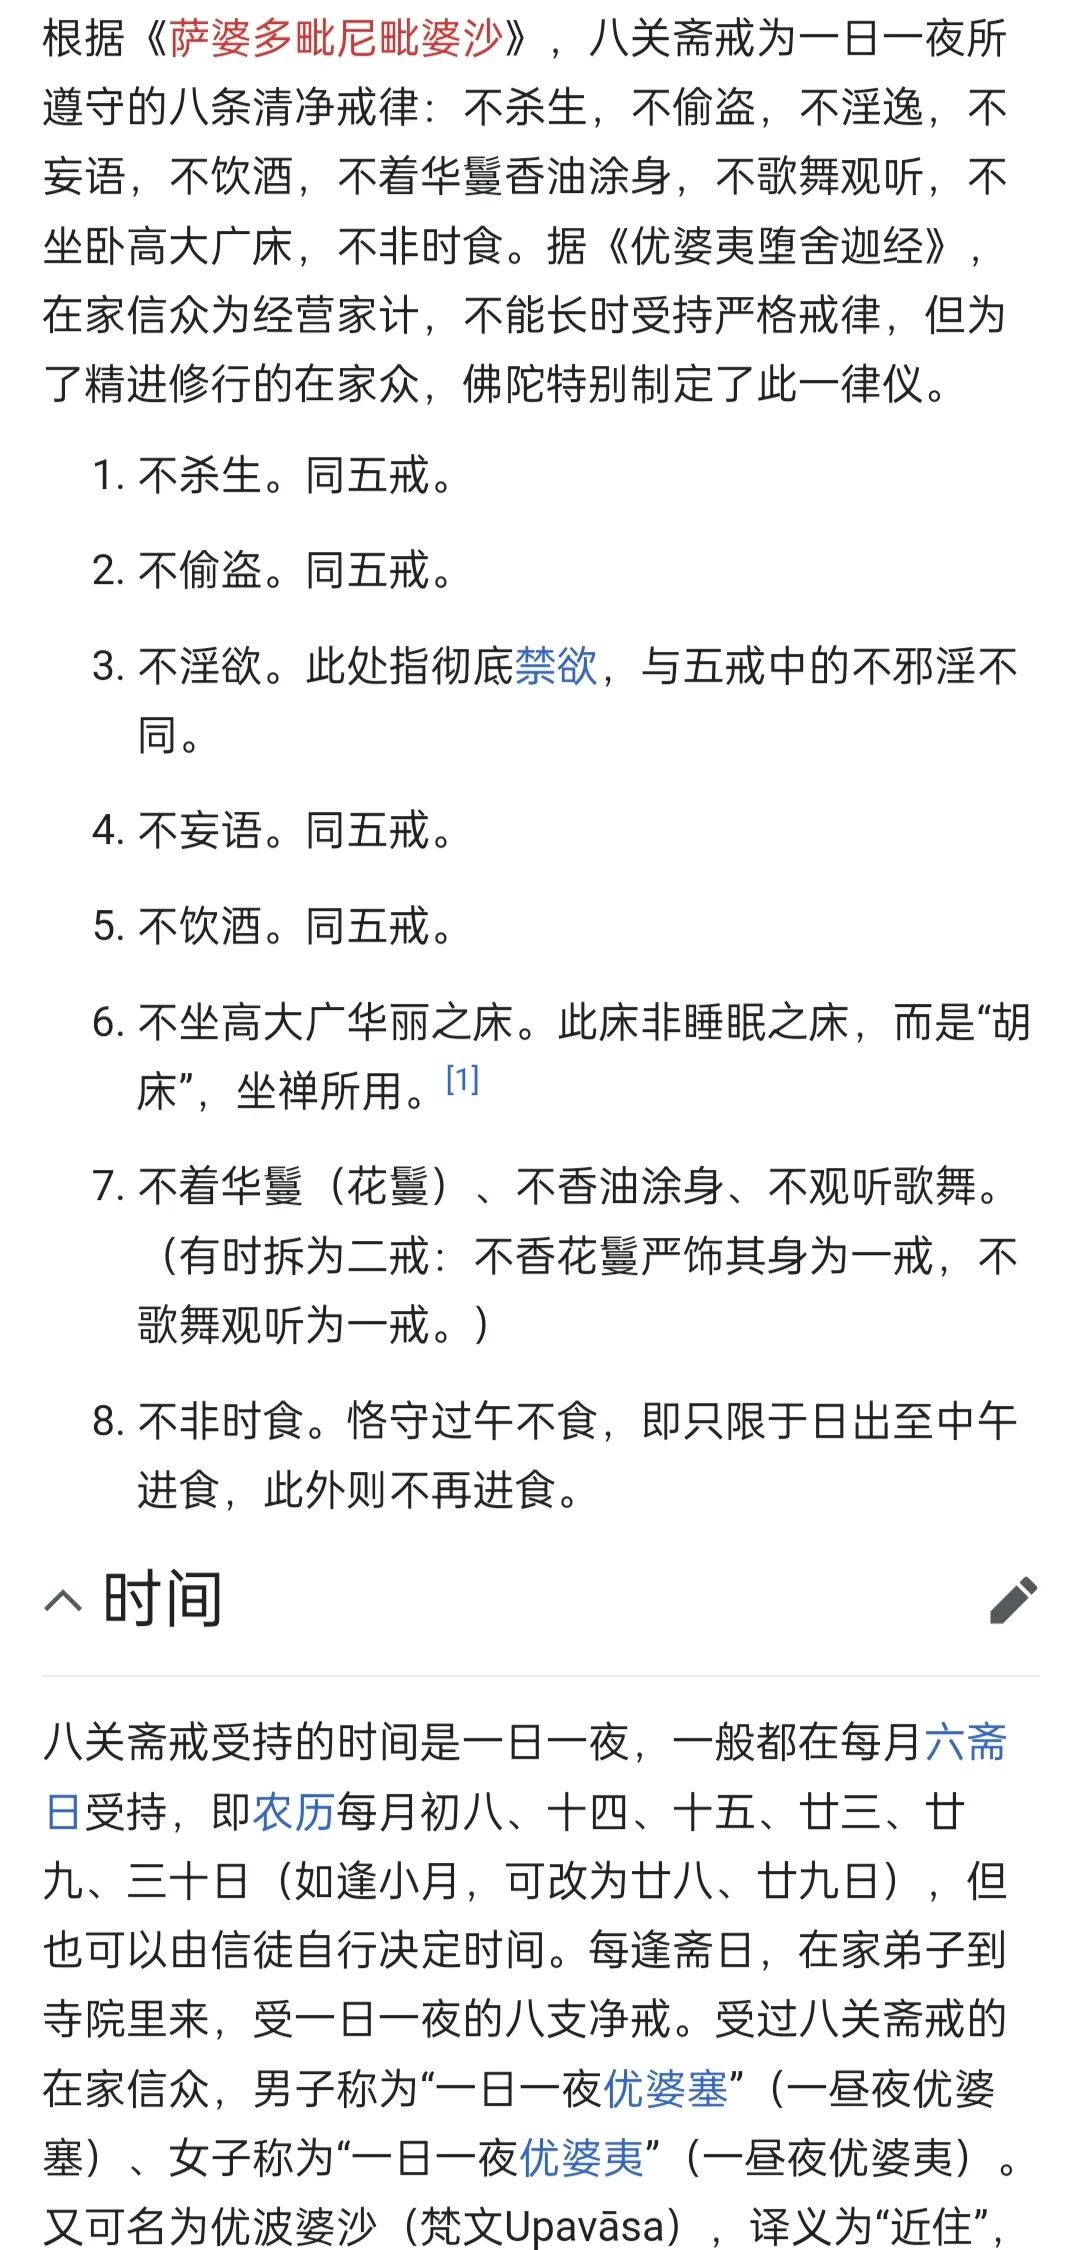 根据《萨婆多毗尼毗婆沙》，八关斋戒为一日一夜所
遵守的八条清净戒律：不杀生，不偷盗，不淫逸，不
妄语，不饮酒，不着华鬘香油涂身，不歌舞观听，不
坐卧高大广床，不非时食。据《优婆夷堕舍迦经》，
在家信众为经营家计，不能长时受持严格戒律，但为
了精进修行的在家众，佛陀特别制定了此一律仪。
1. 不杀生。同五戒。
2. 不偷盗。同五戒。
3. 不淫欲。此处指彻底禁欲，与五戒中的不邪淫不
同。
4. 不妄语。同五戒。
5. 不饮酒。同五戒。
6. 不坐高大广华丽之床。此床非睡眠之床，而是“胡
床”，坐禅所用。[1]
7. 不着华鬘（花鬘）、不香油涂身、不观听歌舞。
（有时拆为二戒：不香花鬘严饰其身为一戒，不
歌舞观听为一戒。）
8. 不非时食。恪守过午不食，即只限于日出至中午
进食，此外则不再进食。
时间
八关斋戒受持的时间是一日一夜，一般都在每月六斋
日受持，即农历每月初八、十四、十五、廿三、廿
九、三十日（如逢小月，可改为廿八、廿九日），但
也可以由信徒自行决定时间。每逢斋日，在家弟子到
寺院里来，受一日一夜的八支净戒。受过八关斋戒的
在家信众，男子称为“一日一夜优婆塞”（一昼夜优婆
塞）、女子称为“一日一夜优婆夷”（一昼夜优婆夷）。
又可名为优波婆沙（梵文Upavāsa），译义为“近住”，